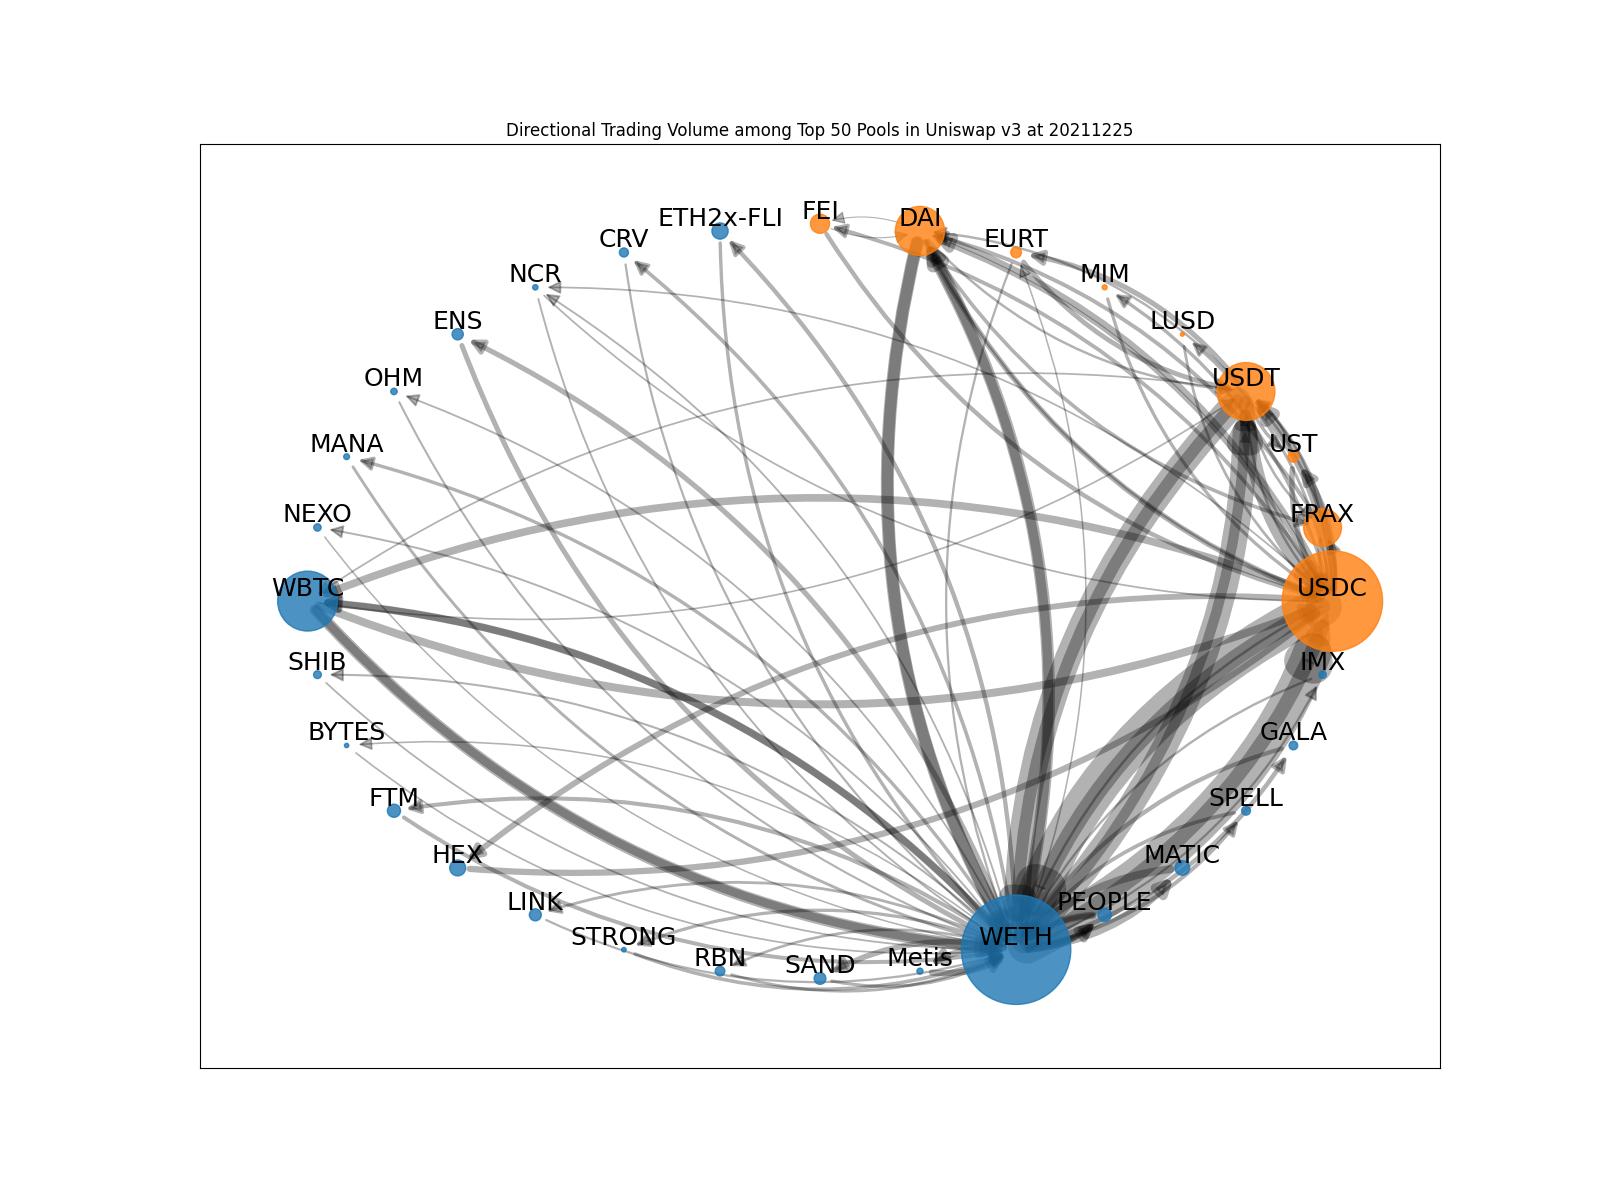 Directional Trading Volume among Top 50 Pools in Uniswap v3 at 20211225
ETH2x-FLI
FEI
DAI
CRV
EURT
NCR
MIM
ENS
LUSD
OHM
USDT
MANA
UST
NEXO
FRAX
WBTC
USDC
SHIB
IMX
BYTES
GALA
FTM
SPELL
HEX
MATIC
LINK
PEOPLE
STRONG
WETH
RBN
SAND
Metis